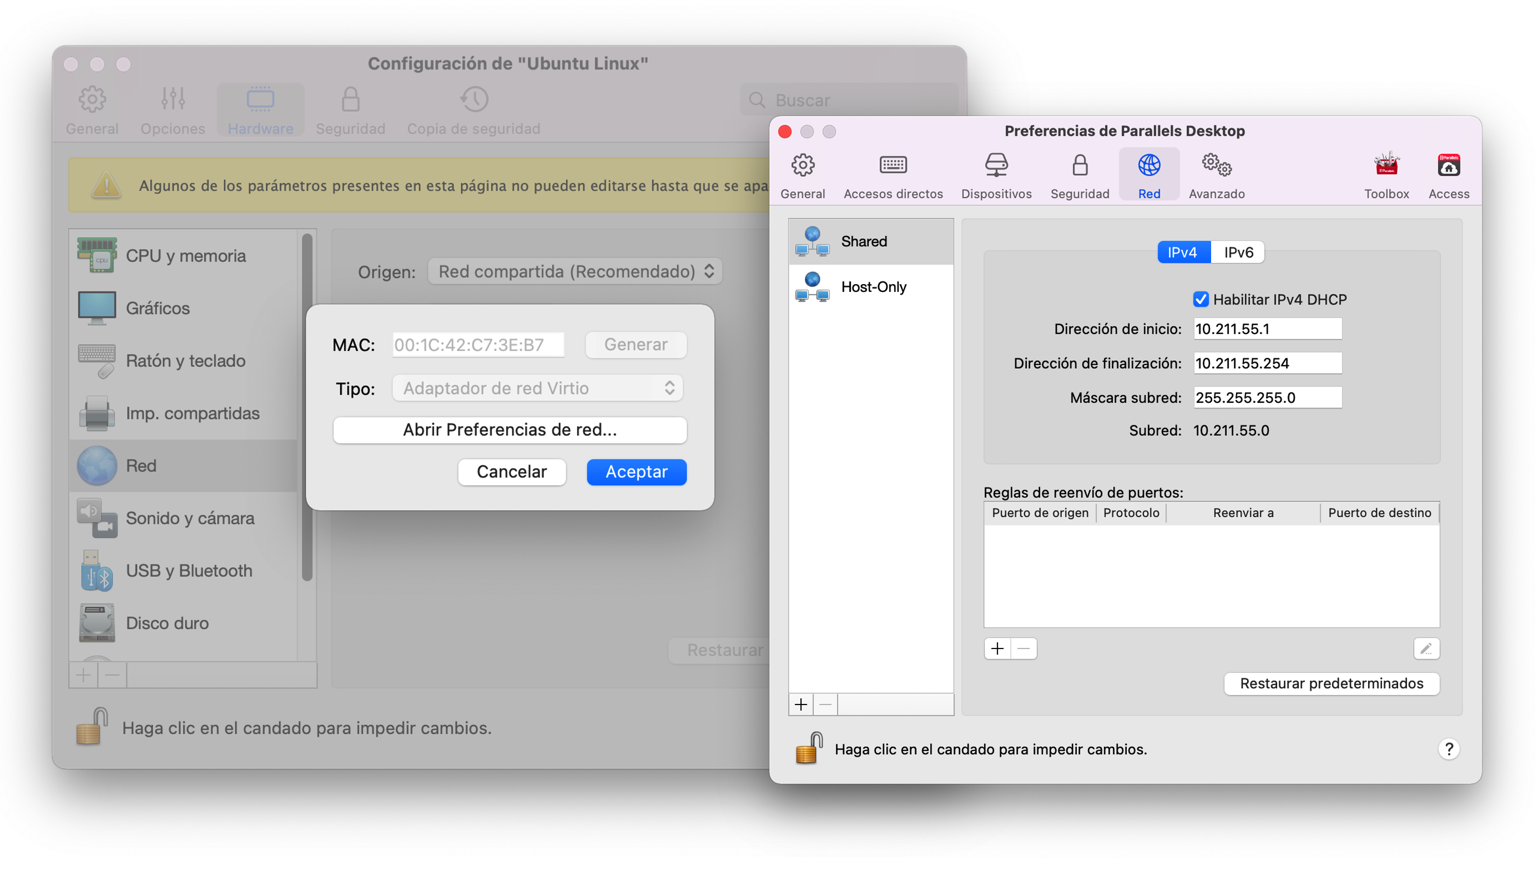 Configuración de "Ubuntu Linux"
General
Opciones
Hardware
Seguridad
Copia de seguridad
Buscar
Algunos de los parámetros presentes en esta página no pueden editarse hasta que se apa
CPU y memoria
Gráficos
Ratón y teclado
Imp. compartidas
Red
Sonido y cámara
USB y Bluetooth
Disco duro
Origen: Red compartida (Recomendado)
MAC: 00:1C:42:C7:3E:B7 Generar
Tipo: Adaptador de red Virtio
Abrir Preferencias de red...
Cancelar Aceptar
Restaurar
Haga clic en el candado para impedir cambios.
Preferencias de Parallels Desktop
General
Accesos directos
Dispositivos
Seguridad
Red
Avanzado
Toolbox
Access
Shared
Host-Only
IPv4 IPv6
Habilitar IPv4 DHCP
Dirección de inicio: 10.211.55.1
Dirección de finalización: 10.211.55.254
Máscara subred: 255.255.255.0
Subred: 10.211.55.0
Reglas de reenvío de puertos:
Puerto de origen Protocolo Reenviar a Puerto de destino
Restaurar predeterminados
Haga clic en el candado para impedir cambios.
?